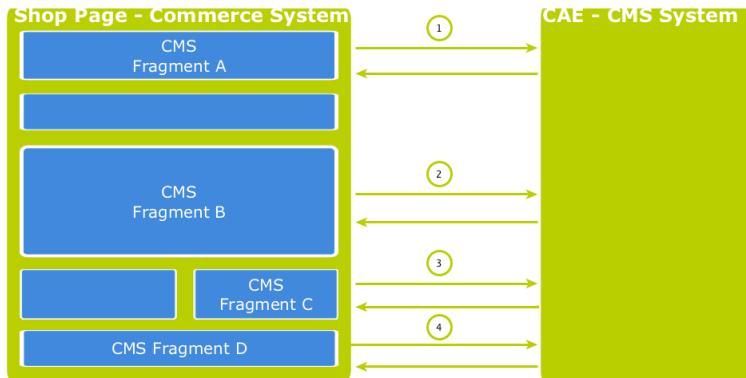 Shop Page - Commerce System
CAE - CMS System
CMS
Fragment A
1
CMS
Fragment B
2
CMS
Fragment C
3
CMS Fragment D
4